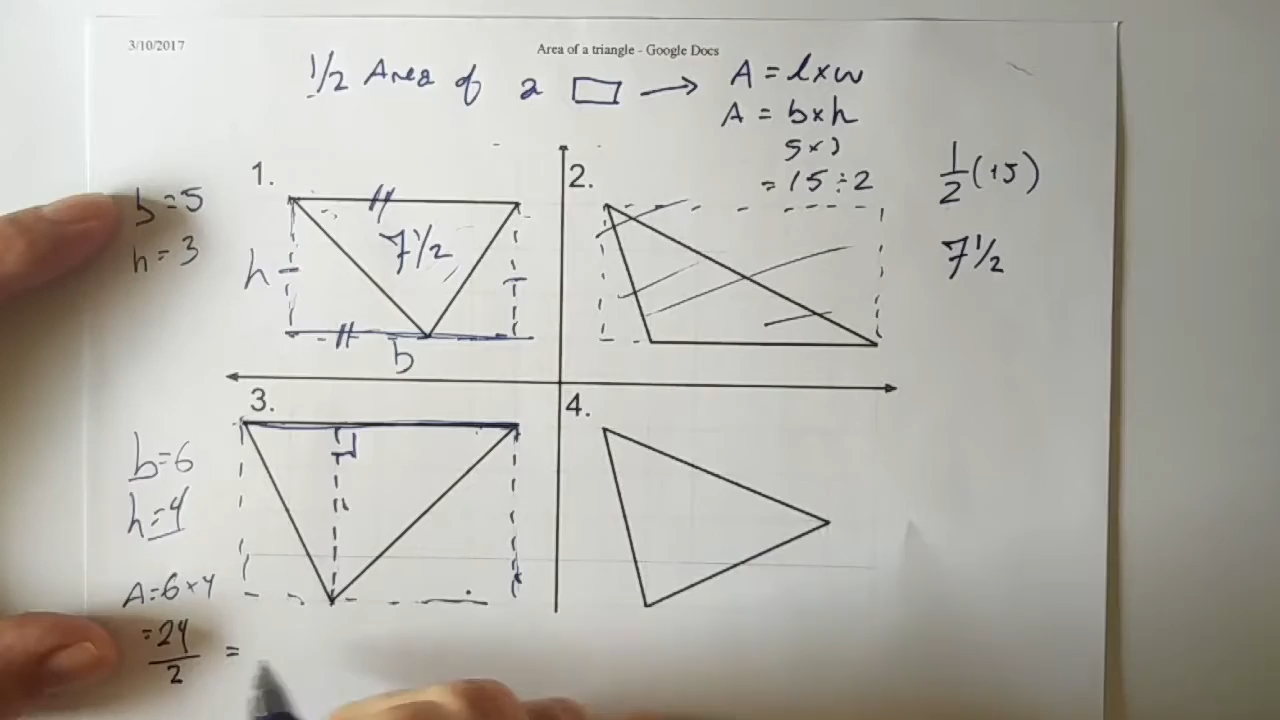 3/10/2017
Area of a triangle - Google Docs
1/2 Area of a → A = l×w
A = b×h
5×3
= 15÷2
1/2 (15)
7 1/2
1.
b=5
h=3
7 1/2
h
b
2.
3.
b=6
h=4
A=6×4
=24/2 =
4.